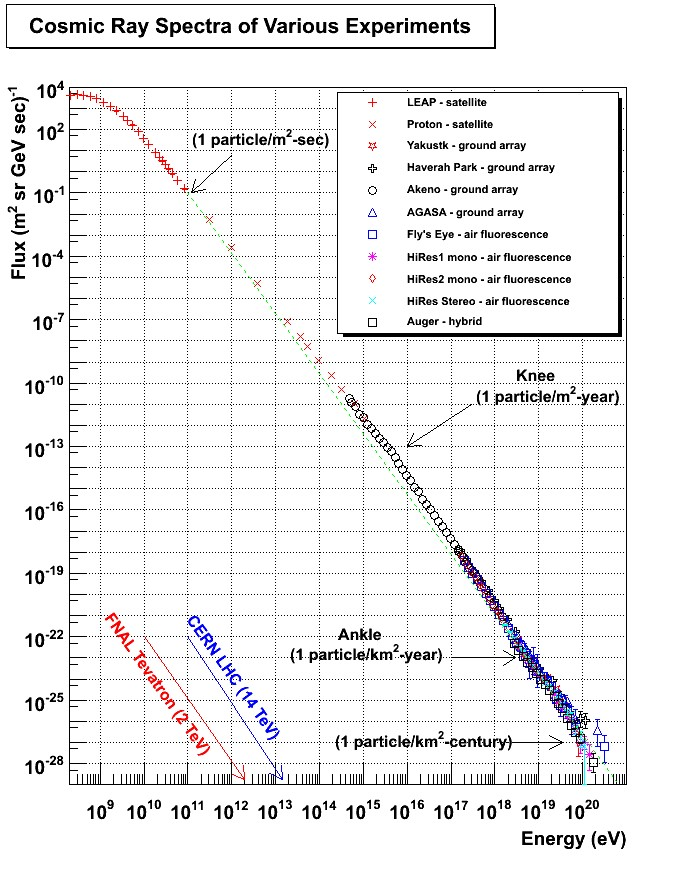 Cosmic Ray Spectra of Various Experiments
Flux (m² sr GeV sec)⁻¹
10⁴
10²
10⁻¹
10⁻⁴
10⁻⁷
10⁻¹⁰
10⁻¹³
10⁻¹⁶
10⁻¹⁹
10⁻²²
10⁻²⁵
10⁻²⁸
(1 particle/m²-sec)
LEAP - satellite
Proton - satellite
Yakustk - ground array
Haverah Park - ground array
Akeno - ground array
AGASA - ground array
Fly's Eye - air fluorescence
HiRes1 mono - air fluorescence
HiRes2 mono - air fluorescence
HiRes Stereo - air fluorescence
Auger - hybrid
Knee
(1 particle/m²-year)
Ankle
(1 particle/km²-year)
(1 particle/km²-century)
FNAL Tevatron (2 TeV)
CERN LHC (14 TeV)
10⁹ 10¹⁰ 10¹¹ 10¹² 10¹³ 10¹⁴ 10¹⁵ 10¹⁶ 10¹⁷ 10¹⁸ 10¹⁹ 10²⁰
Energy (eV)